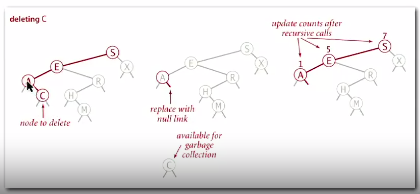 deleting C
S
E
X
A
R
C
H
M
node to delete
S
E
X
A
R
H
M
replace with
null link
available for
garbage
collection
C
update counts after
recursive calls
7
S
5
E
X
1
A
R
H
M